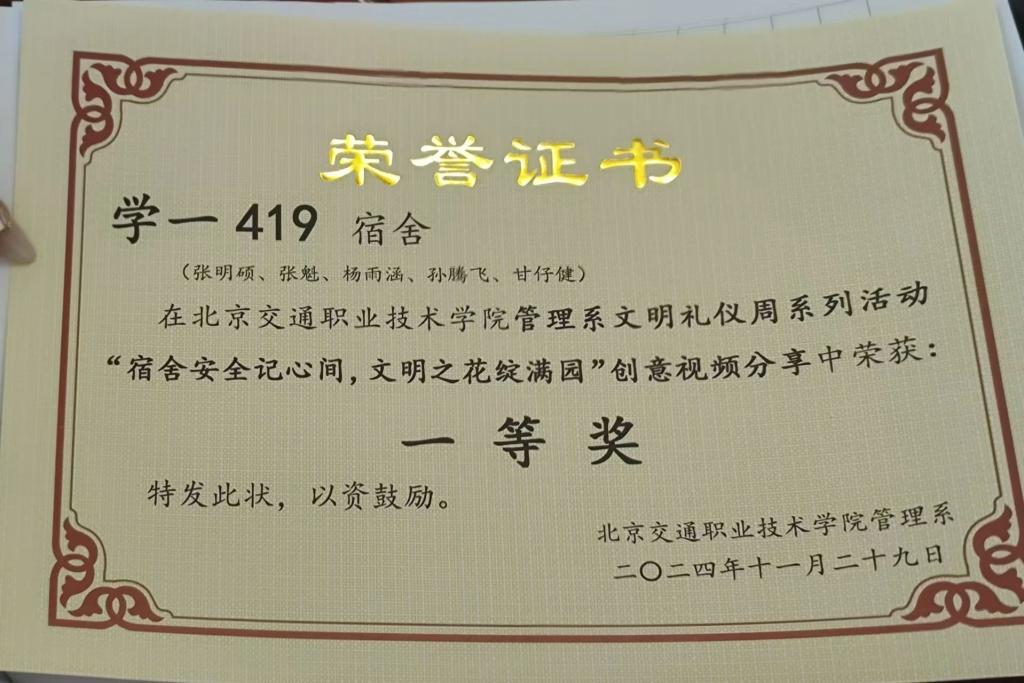 荣誉证书
学一 419 宿舍
（张明硕、张魁、杨雨涵、孙腾飞、甘仔健）
在北京交通职业技术学院管理系文明礼仪周系列活动
“宿舍安全记心间，文明之花绽满园”创意视频分享中荣获：
一等奖
特发此状，以资鼓励。
北京交通职业技术学院管理系
二〇二四年十一月二十九日